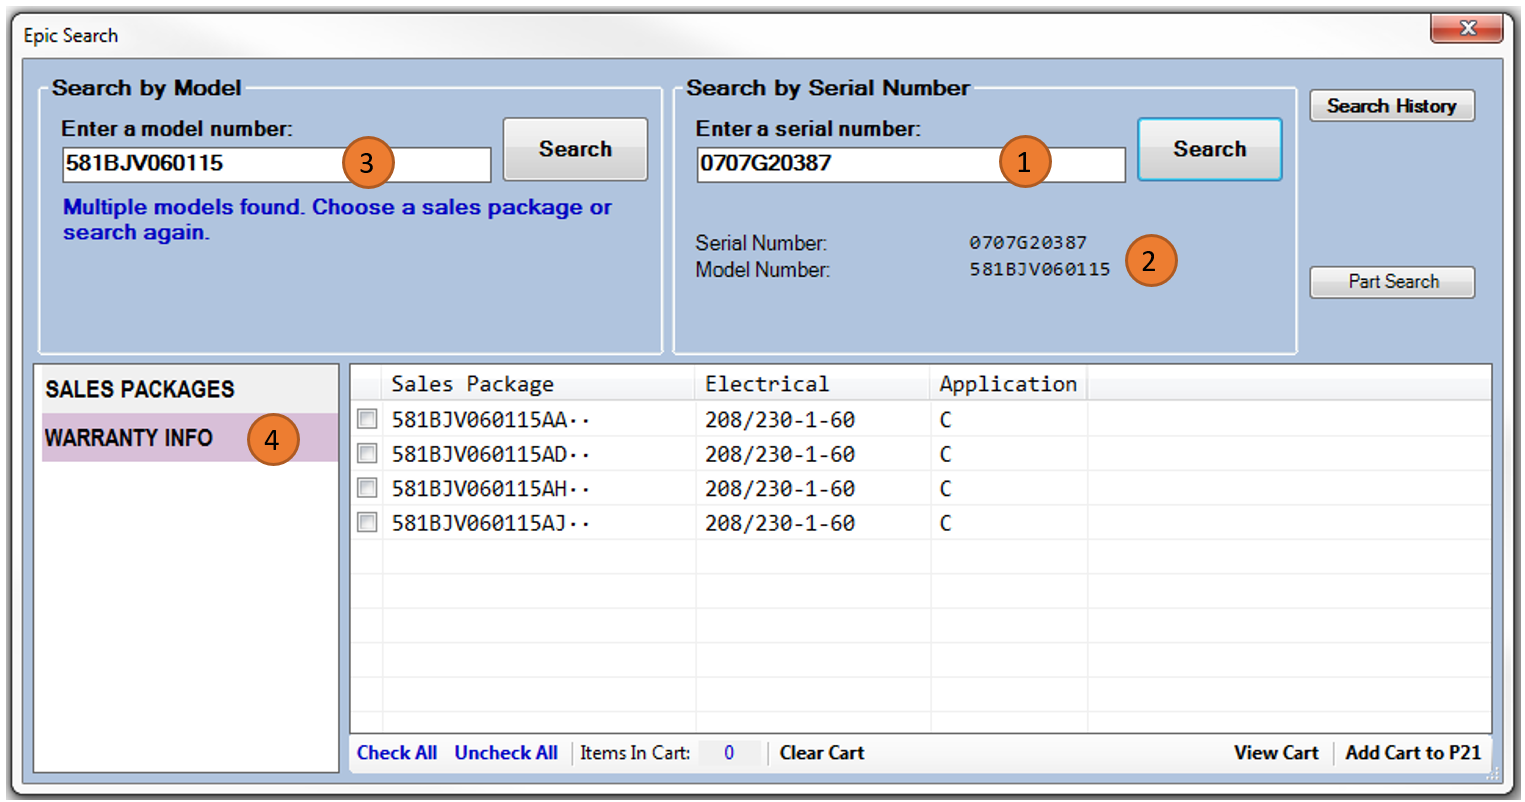 Epic Search
X
Search by Model
Enter a model number:
581BJV060115
3
Search
Multiple models found. Choose a sales package or
search again.
Search by Serial Number
Enter a serial number:
0707G20387
1
Search
Serial Number: 0707G20387
Model Number: 581BJV060115
2
Search History
Part Search
SALES PACKAGES
WARRANTY INFO
4
Sales Package Electrical Application
581BJV060115AA·· 208/230-1-60 C
581BJV060115AD·· 208/230-1-60 C
581BJV060115AH·· 208/230-1-60 C
581BJV060115AJ·· 208/230-1-60 C
Check All Uncheck All Items In Cart: 0 Clear Cart View Cart Add Cart to P21